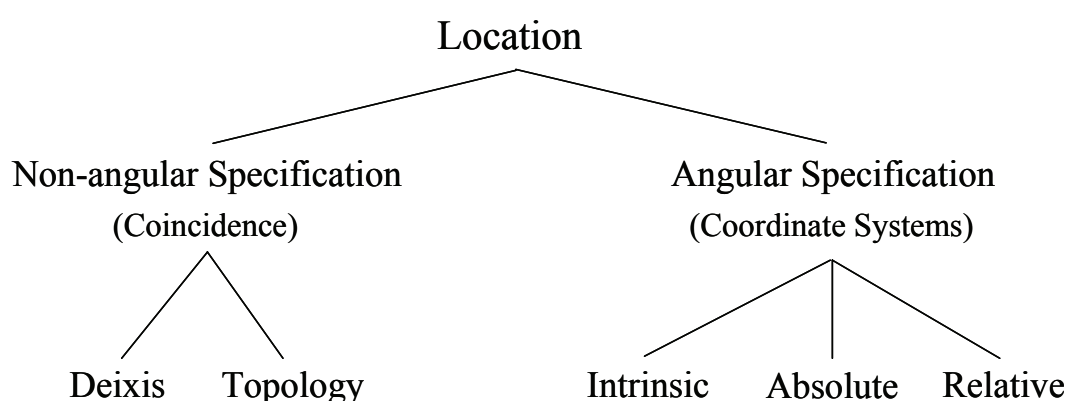 Location
Non-angular Specification
(Coincidence)
Angular Specification
(Coordinate Systems)
Deixis
Topology
Intrinsic
Absolute
Relative